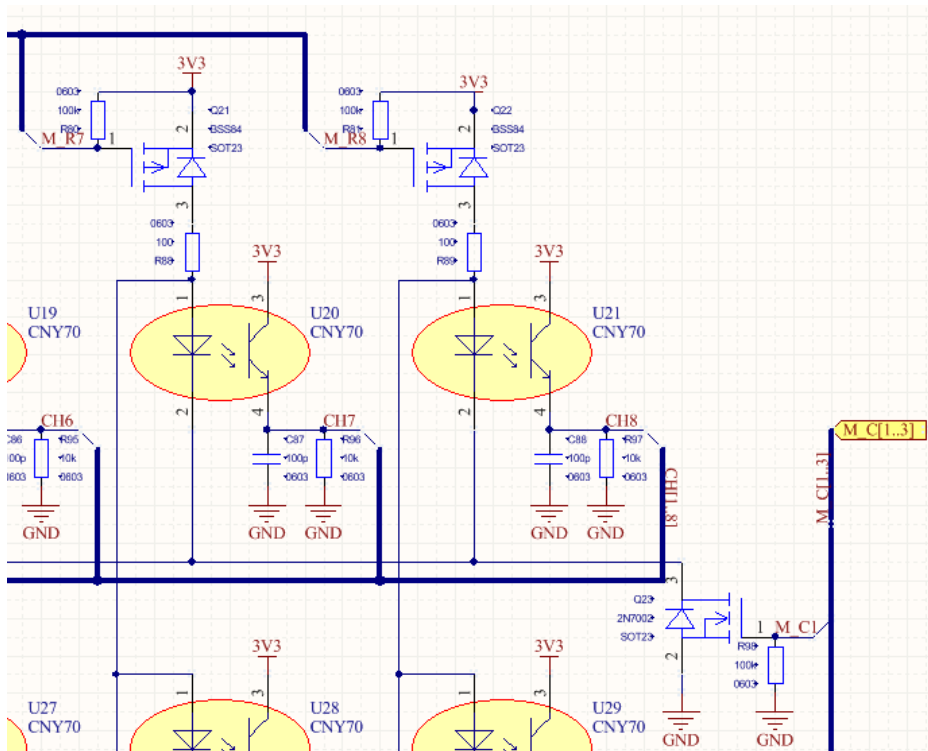 3V3
0603
100k
R80
M_R7
1
2
Q21
BSS84
SOT23
3
3V3
0603
100k
R81
M_R8
1
2
Q22
BSS84
SOT23
3
0603
100
R88
0603
100
R89
3V3
3V3
U19
CNY70
1
3
U20
CNY70
2
4
1
3
U21
CNY70
2
4
CH6
C86
100p
0603
R95
10k
0603
GND
CH7
C87
100p
0603
R96
10k
0603
GND
GND
CH8
C88
100p
0603
R97
10k
0603
GND
GND
CH[1..8]
M_C[1..3]
M_C[1..3]
3
Q23
2N7002
SOT23
2
1
M_C1
R98
100k
0603
GND
GND
3V3
3V3
U27
CNY70
1
3
U28
CNY70
1
3
U29
CNY70